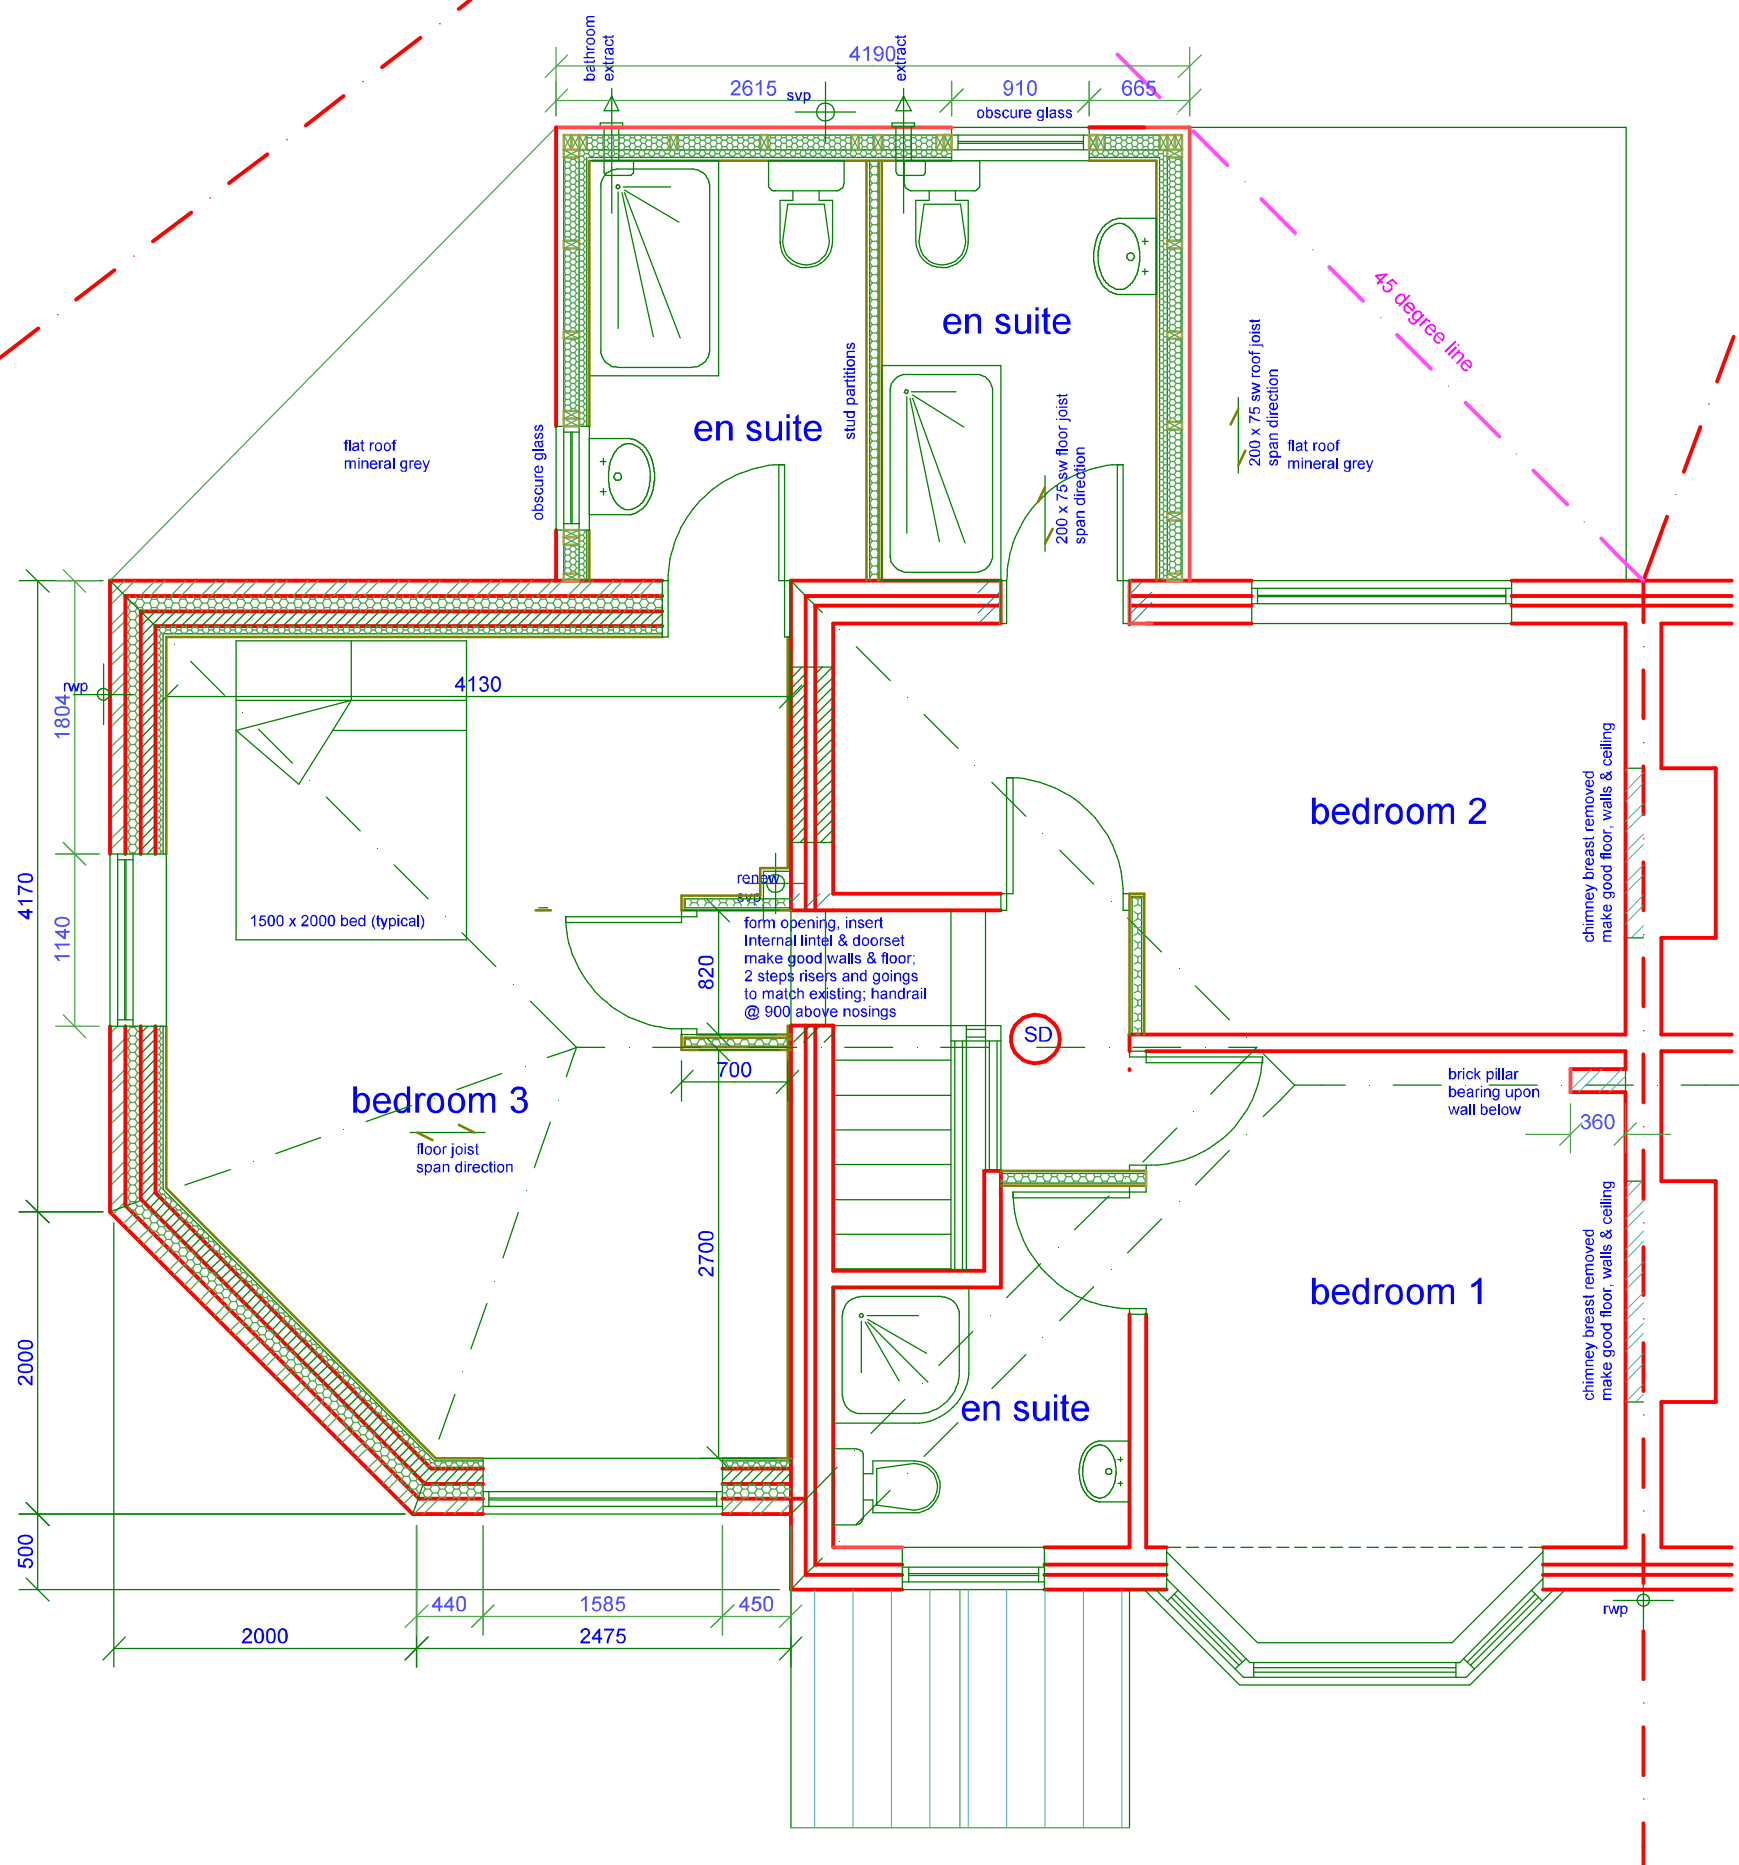 bathroom
extract
4190
extract
2615
svp
910
665
obscure glass
45 degree line
en suite
en suite
stud partitions
200 x 75 sw roof joist
span direction
flat roof
mineral grey
flat roof
mineral grey
obscure glass
200 x 75 sw floor joist
span direction
rwp
1804
4130
4170
1140
1500 x 2000 bed (typical)
renew
svp
form opening, insert
Internal lintel & doorset
make good walls & floor;
2 steps risers and goings
to match existing; handrail
@ 900 above nosings
820
700
bedroom 2
chimney breast removed
make good floor, walls & ceiling
SD
bedroom 3
floor joist
span direction
brick pillar
bearing upon
wall below
360
2700
bedroom 1
chimney breast removed
make good floor, walls & ceiling
2000
en suite
500
440
1585
450
2000
2475
rwp